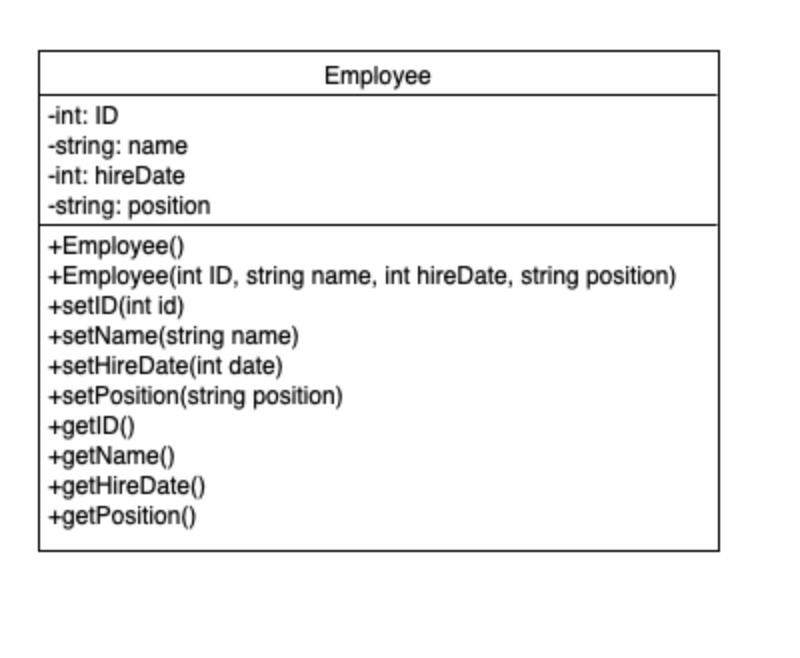 Employee
-int: ID
-string: name
-int: hireDate
-string: position
+Employee()
+Employee(int ID, string name, int hireDate, string position)
+setID(int id)
+setName(string name)
+setHireDate(int date)
+setPosition(string position)
+getID()
+getName()
+getHireDate()
+getPosition()